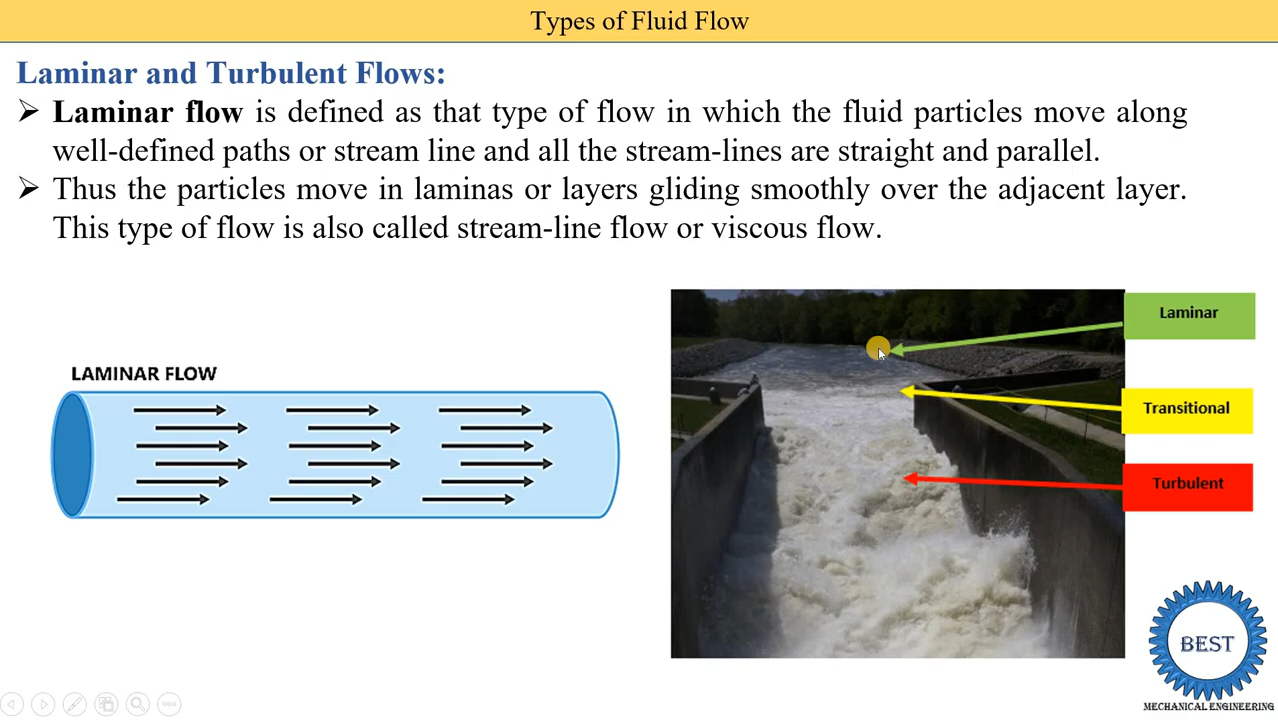 Types of Fluid Flow
Laminar and Turbulent Flows:
➢ Laminar flow is defined as that type of flow in which the fluid particles move along
well-defined paths or stream line and all the stream-lines are straight and parallel.
➢ Thus the particles move in laminas or layers gliding smoothly over the adjacent layer.
This type of flow is also called stream-line flow or viscous flow.
LAMINAR FLOW
Laminar
Transitional
Turbulent
BEST
MECHANICAL ENGINEERING